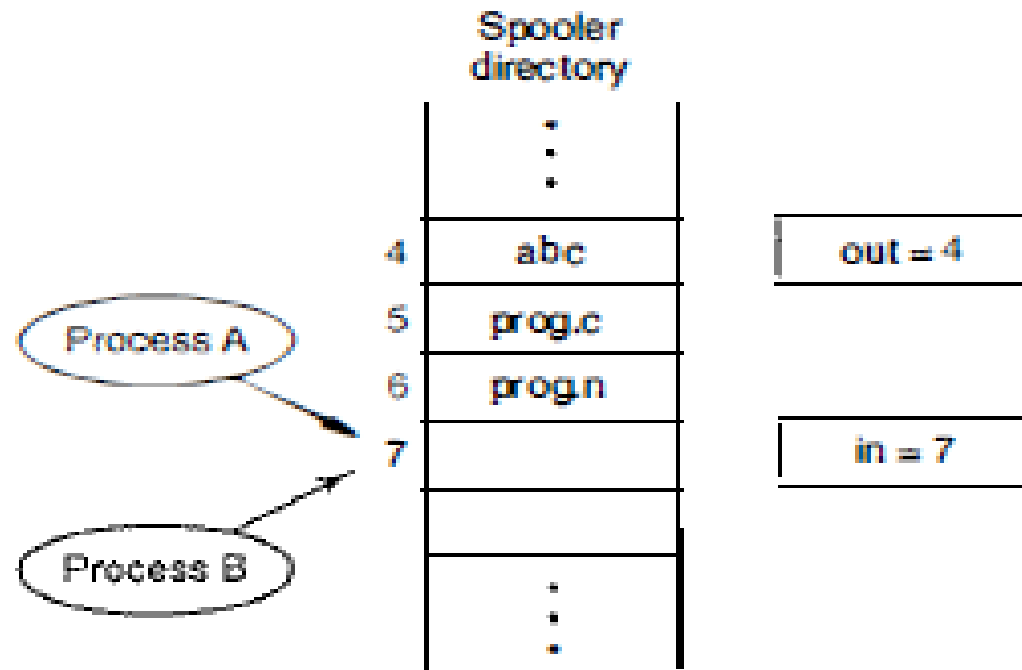 Spooler
directory
4
abc
out = 4
5
prog.c
Process A
6
prog.n
7
in = 7
Process B